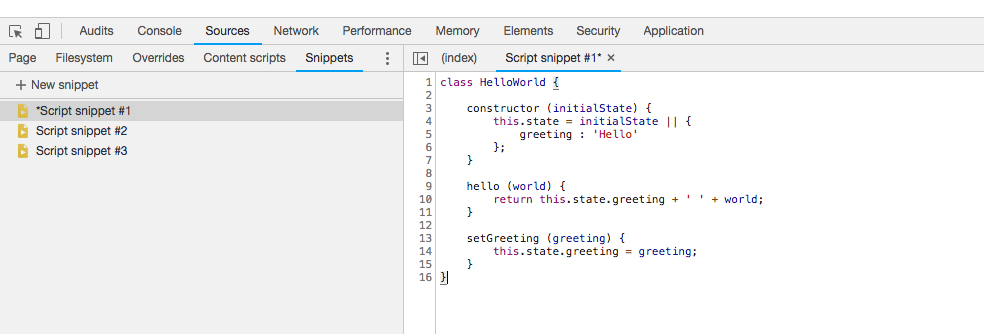 Audits Console Sources Network Performance Memory Elements Security Application
Page Filesystem Overrides Content scripts Snippets (index) Script snippet #1* ×
+ New snippet
*Script snippet #1
Script snippet #2
Script snippet #3
1 class HelloWorld {
2
3     constructor (initialState) {
4         this.state = initialState || {
5             greeting : 'Hello'
6         };
7     }
8
9     hello (world) {
10         return this.state.greeting + ' ' + world;
11     }
12
13     setGreeting (greeting) {
14         this.state.greeting = greeting;
15     }
16 }